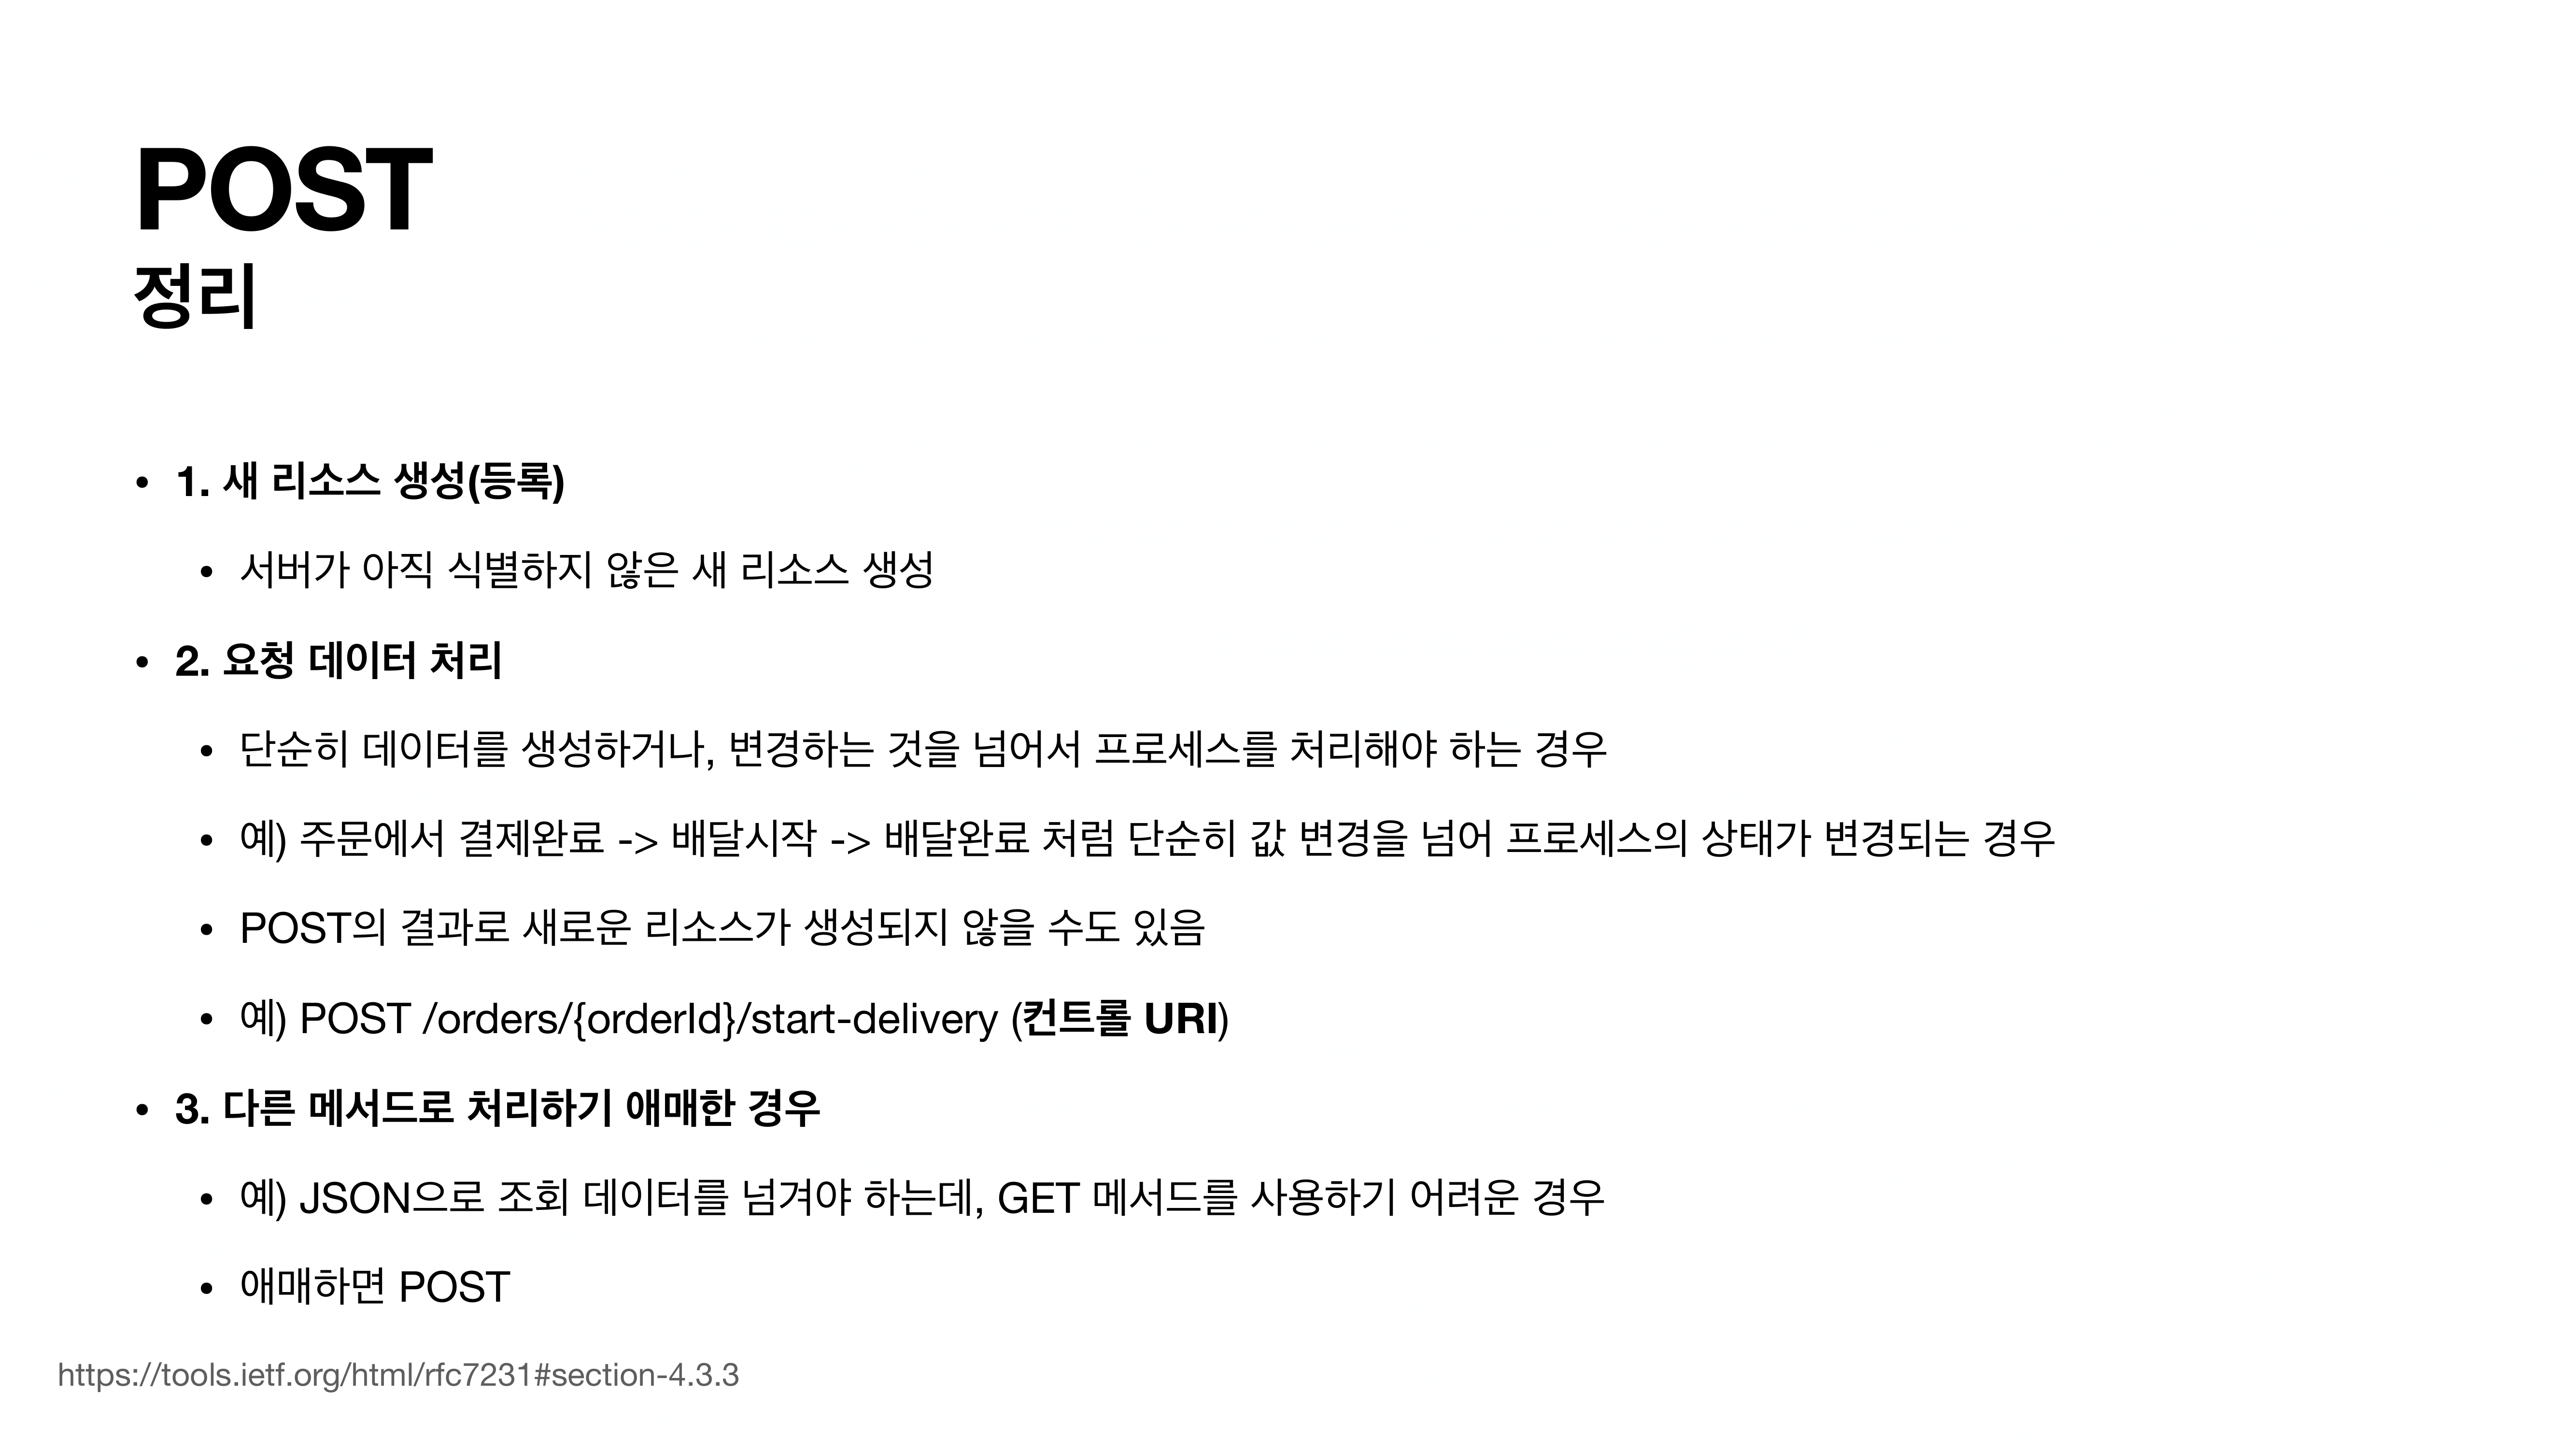 POST
정리
• 1. 새 리소스 생성(등록)
• 서버가 아직 식별하지 않은 새 리소스 생성
• 2. 요청 데이터 처리
• 단순히 데이터를 생성하거나, 변경하는 것을 넘어서 프로세스를 처리해야 하는 경우
• 예) 주문에서 결제완료 -> 배달시작 -> 배달완료 처럼 단순히 값 변경을 넘어 프로세스의 상태가 변경되는 경우
• POST의 결과로 새로운 리소스가 생성되지 않을 수도 있음
• 예) POST /orders/{orderId}/start-delivery (컨트롤 URI)
• 3. 다른 메서드로 처리하기 애매한 경우
• 예) JSON으로 조회 데이터를 넘겨야 하는데, GET 메서드를 사용하기 어려운 경우
• 애매하면 POST
https://tools.ietf.org/html/rfc7231#section-4.3.3